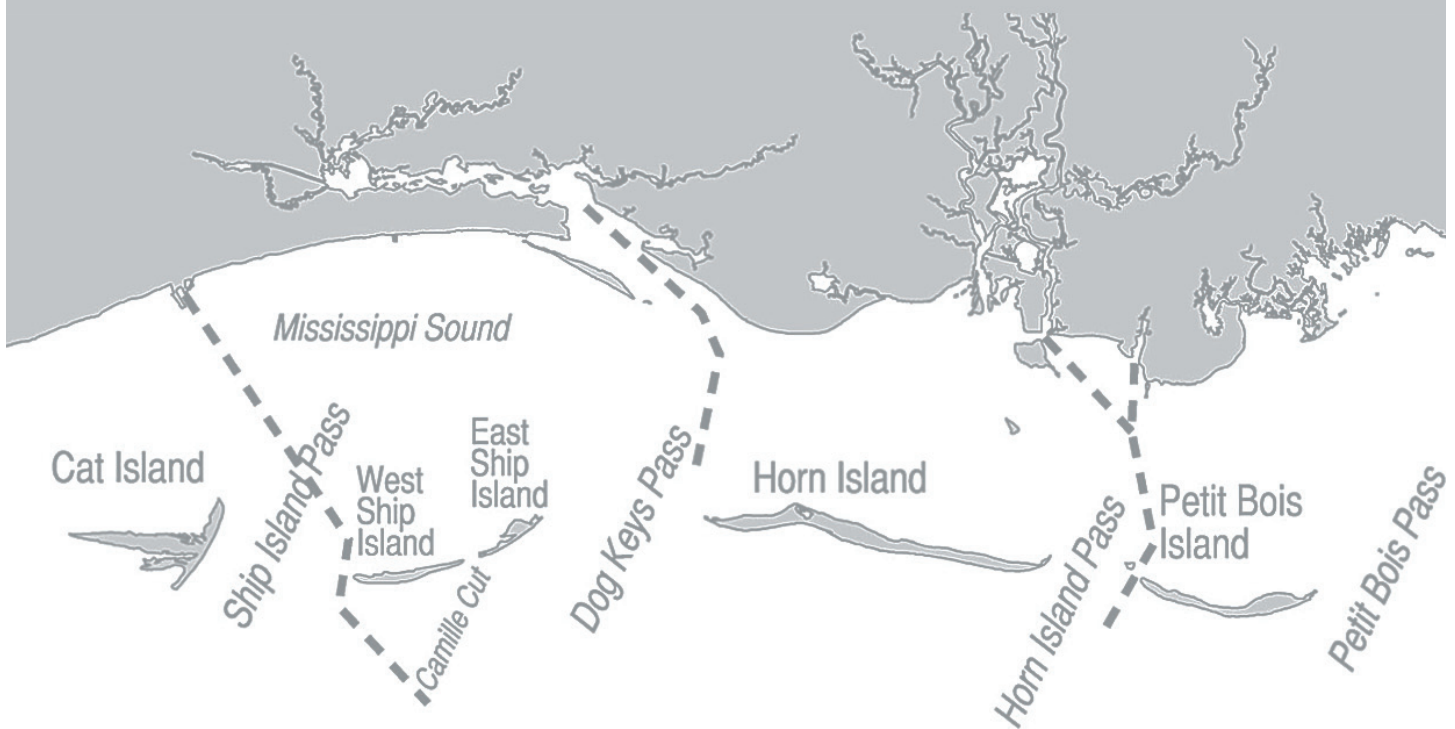 Mississippi Sound
Cat Island
Ship Island Pass
West
Ship
Island
East
Ship
Island
Camille Cut
Dog Keys Pass
Horn Island
Horn Island Pass
Petit Bois
Island
Petit Bois Pass